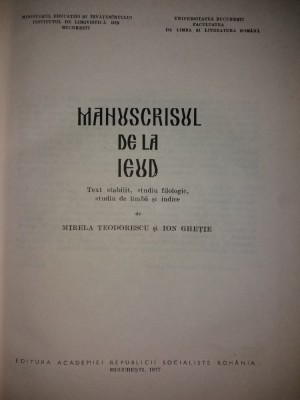 MINISTERUL EDUCAȚIEI ȘI ÎNVĂȚĂMÎNTULUI
INSTITUTUL DE LINGVISTICĂ DIN
BUCUREȘTI
UNIVERSITATEA BUCUREȘTI
FACULTATEA
DE LIMBA ȘI LITERATURA ROMÂNĂ
MANUSCRISUL
DE LA
IEUD
Text stabilit, studiu filologic,
studiu de limbă și indice
de
MIRELA TEODORESCU și ION GHEȚIE
EDITURA ACADEMIEI REPUBLICII SOCIALISTE ROMÂNIA
BUCUREȘTI, 1977